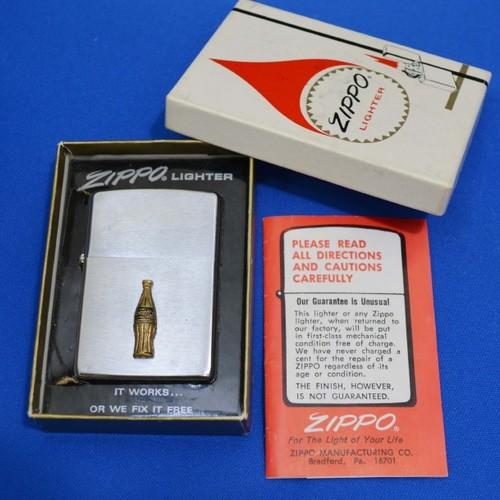 ZIPPO
LIGHTER
ZIPPO® LIGHTER
IT WORKS...
OR WE FIX IT FREE
PLEASE READ
ALL DIRECTIONS
AND CAUTIONS
CAREFULLY
Our Guarantee is Unusual
This lighter or any Zippo
lighter, when returned to
our factory, will be put
in first-class mechanical
condition free of charge.
We have never charged a
cent for the repair of a
ZIPPO regardless of its
age or condition.
THE FINISH, HOWEVER,
IS NOT GUARANTEED.
ZIPPO®
For The Light of Your Life
ZIPPO MANUFACTURING CO.
Bradford, Pa. 16701